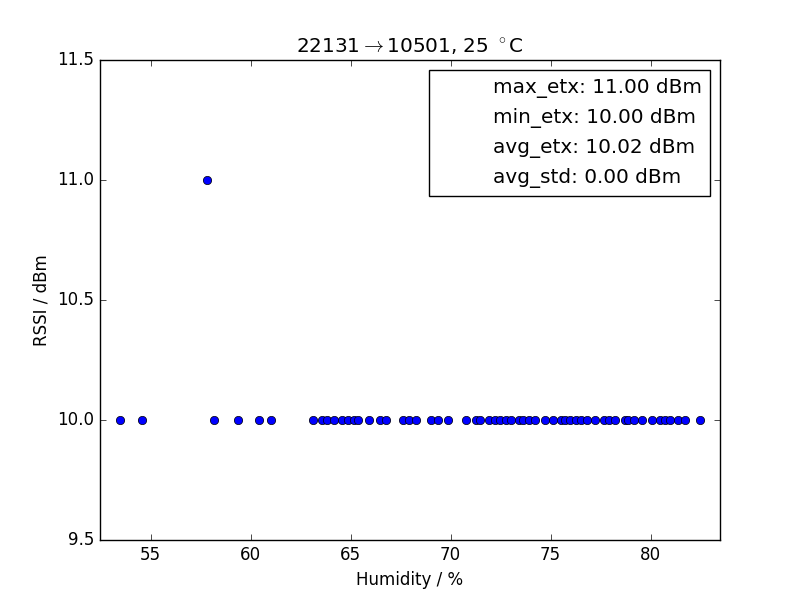 22131→10501, 25 °C
max_etx: 11.00 dBm
min_etx: 10.00 dBm
avg_etx: 10.02 dBm
avg_std: 0.00 dBm
RSSI / dBm
11.5
11.0
10.5
10.0
9.5
55 60 65 70 75 80
Humidity / %